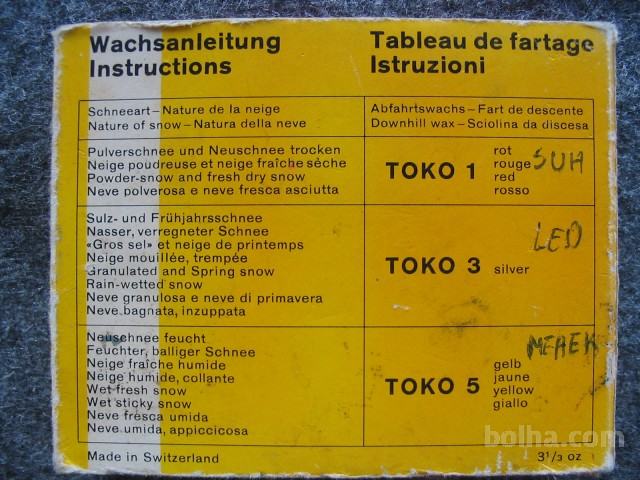 Wachsanleitung
Instructions
Tableau de fartage
Istruzioni
Schneeart – Nature de la neige
Nature of snow – Natura della neve
Abfahrtswachs – Fart de descente
Downhill wax – Sciolina da discesa
Pulverschnee und Neuschnee trocken
Neige poudreuse et neige fraîche sèche
Powder-snow and fresh dry snow
Neve polverosa e neve fresca asciutta
TOKO 1
rot
rouge
red
rosso
SUH
Sulz- und Frühjahrsschnee
Nasser, verregneter Schnee
«Gros sel» et neige de printemps
Neige mouillée, trempée
Granulated and Spring snow
Rain-wetted snow
Neve granulosa e neve di primavera
Neve bagnata, inzuppata
TOKO 3
silver
LED
Neuschnee feucht
Feuchter, balliger Schnee
Neige fraîche humide
Neige humide, collante
Wet fresh snow
Wet sticky snow
Neve fresca umida
Neve umida, appiccicosa
TOKO 5
gelb
jaune
yellow
giallo
MEHEK
Made in Switzerland
3 1/3 oz
bolha.com